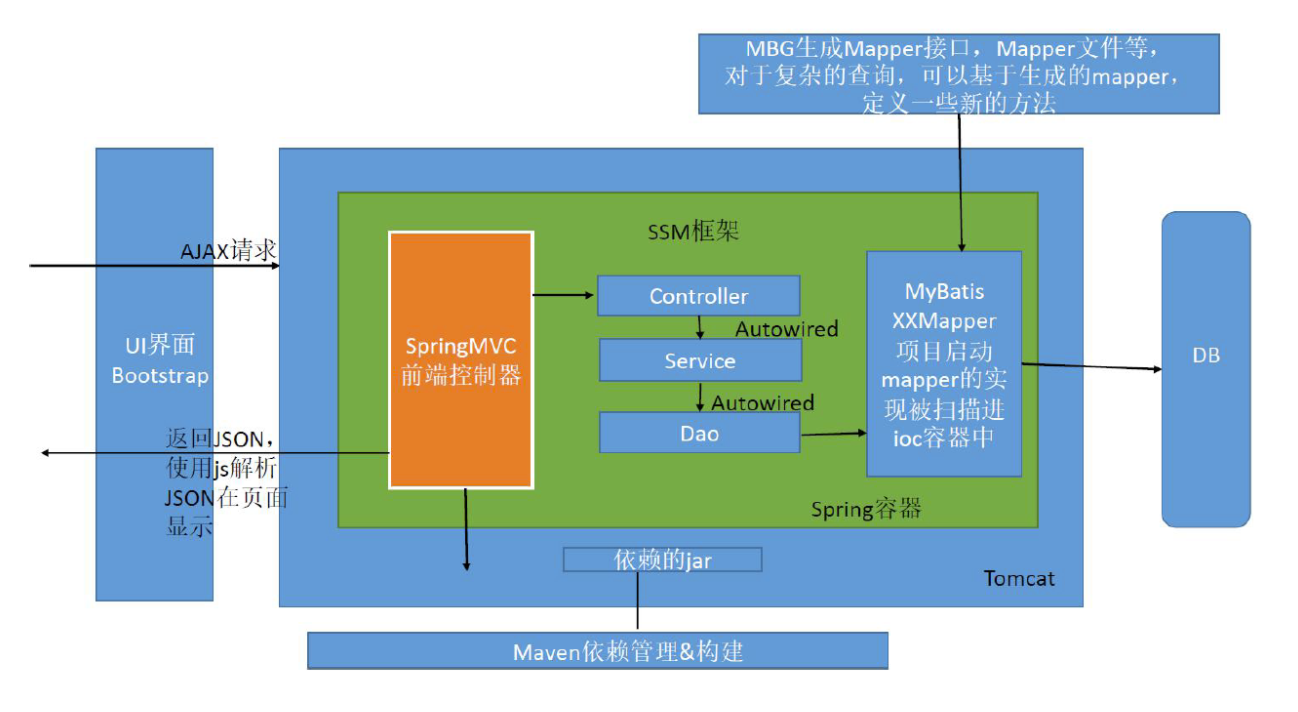 MBG生成Mapper接口，Mapper文件等，
对于复杂的查询，可以基于生成的mapper，
定义一些新的方法
SSM框架
AJAX请求
UI界面
Bootstrap
返回JSON，
使用js解析
JSON在页面
显示
SpringMVC
前端控制器
Controller
Autowired
Service
Autowired
Dao
MyBatis
XXMapper
项目启动
mapper的实
现被扫描进
ioc容器中
DB
Spring容器
依赖的jar
Tomcat
Maven依赖管理&构建